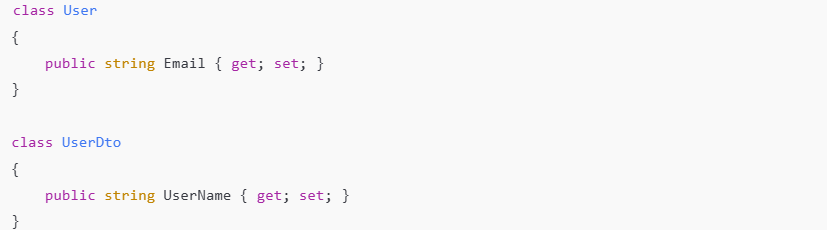 class User
{
    public string Email { get; set; }
}

class UserDto
{
    public string UserName { get; set; }
}